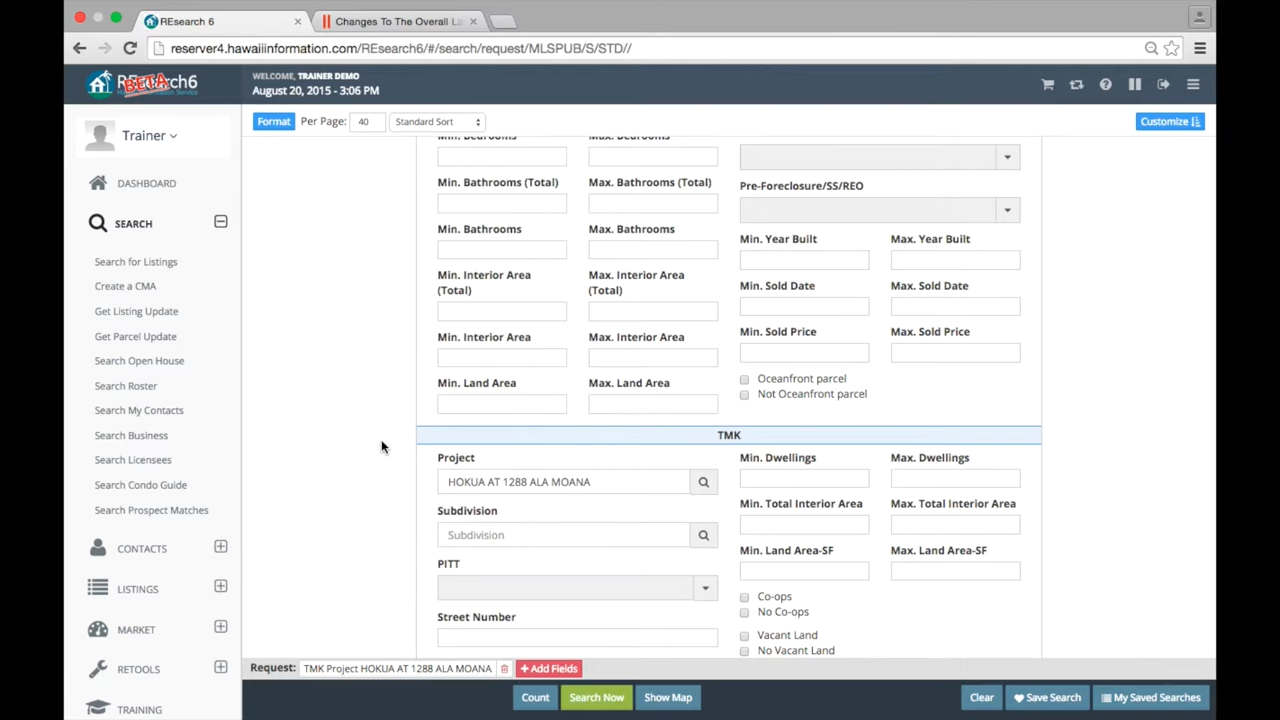 REsearch 6
Changes To The Overall La
reserver4.hawaiiinformation.com/REsearch6/#/search/request/MLSPUB/S/STD//
REsearch6
BETA
WELCOME, TRAINER DEMO
August 20, 2015 - 3:06 PM
Trainer
Format Per Page: 40 Standard Sort Customize
DASHBOARD
SEARCH
Search for Listings
Create a CMA
Get Listing Update
Get Parcel Update
Search Open House
Search Roster
Search My Contacts
Search Business
Search Licensees
Search Condo Guide
Search Prospect Matches
CONTACTS
LISTINGS
MARKET
RETOOLS
TRAINING
Min. Bedrooms Max. Bedrooms
Min. Bathrooms (Total) Max. Bathrooms (Total)
Min. Bathrooms Max. Bathrooms
Min. Interior Area (Total) Max. Interior Area (Total)
Min. Interior Area Max. Interior Area
Min. Land Area Max. Land Area
Pre-Foreclosure/SS/REO
Min. Year Built Max. Year Built
Min. Sold Date Max. Sold Date
Min. Sold Price Max. Sold Price
Oceanfront parcel
Not Oceanfront parcel
TMK
Project
HOKUA AT 1288 ALA MOANA
Subdivision
Subdivision
PITT
Street Number
Min. Dwellings Max. Dwellings
Min. Total Interior Area Max. Total Interior Area
Min. Land Area-SF Max. Land Area-SF
Co-ops
No Co-ops
Vacant Land
No Vacant Land
Request: TMK Project HOKUA AT 1288 ALA MOANA Add Fields
Count Search Now Show Map Clear Save Search My Saved Searches